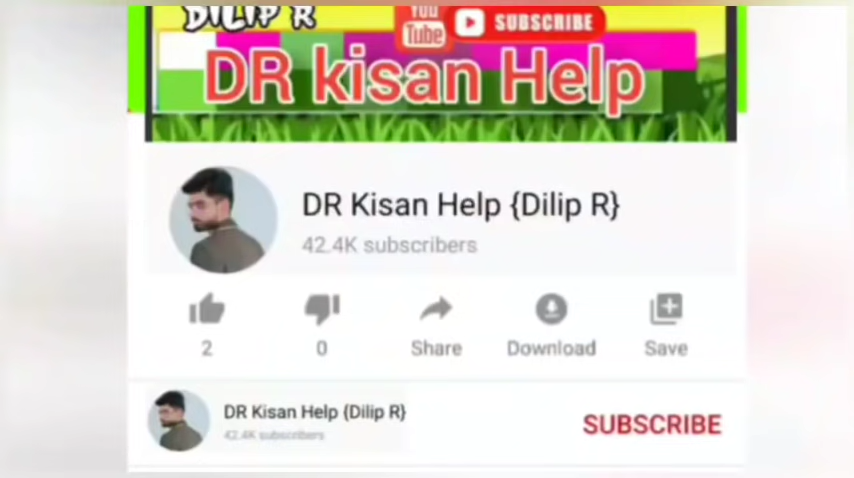 DILIP R
YOU
Tube
SUBSCRIBE
DR kisan Help
DR Kisan Help {Dilip R}
42.4K subscribers
2
0
Share
Download
Save
DR Kisan Help {Dilip R}
42.4K subscribers
SUBSCRIBE